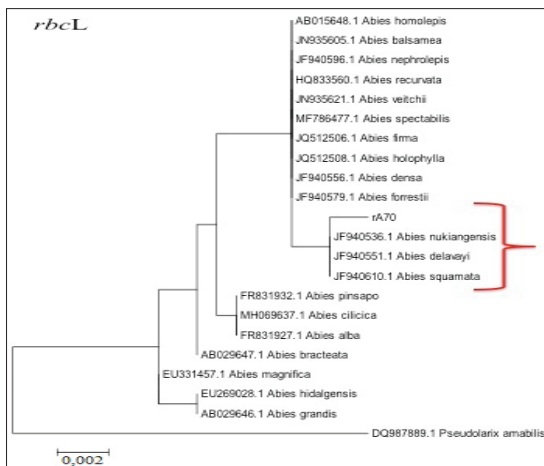 rbcL
AB015648.1 Abies homolepis
JN935605.1 Abies balsamea
JF940596.1 Abies nephrolepis
HQ833560.1 Abies recurvata
JN935621.1 Abies veitchii
MF786477.1 Abies spectabilis
JQ512506.1 Abies firma
JQ512508.1 Abies holophylla
JF940556.1 Abies densa
JF940579.1 Abies forrestii
rA70
JF940536.1 Abies nukiangensis
JF940551.1 Abies delavayi
JF940610.1 Abies squamata
FR831932.1 Abies pinsapo
MH069637.1 Abies cilicica
FR831927.1 Abies alba
AB029647.1 Abies bracteata
EU331457.1 Abies magnifica
EU269028.1 Abies hidalgensis
AB029646.1 Abies grandis
DQ987889.1 Pseudolarix amabilis
0,002